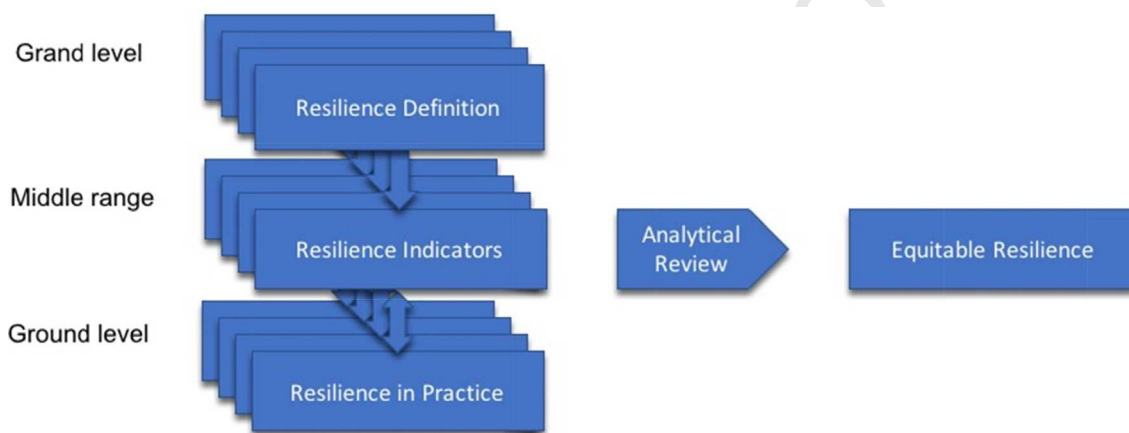 Grand level
Resilience Definition
Middle range
Resilience Indicators
Analytical
Review
Equitable Resilience
Ground level
Resilience in Practice